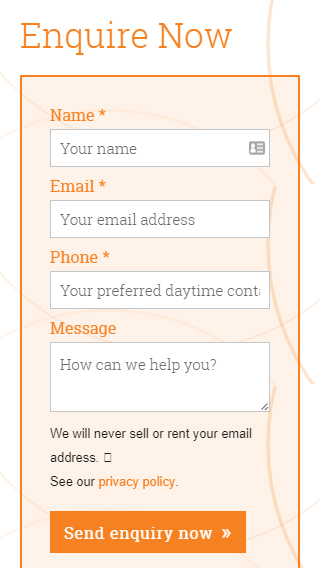 Enquire Now
Name *
Your name
Email *
Your email address
Phone *
Your preferred daytime conta
Message
How can we help you?
We will never sell or rent your email
address.
See our privacy policy.
Send enquiry now »